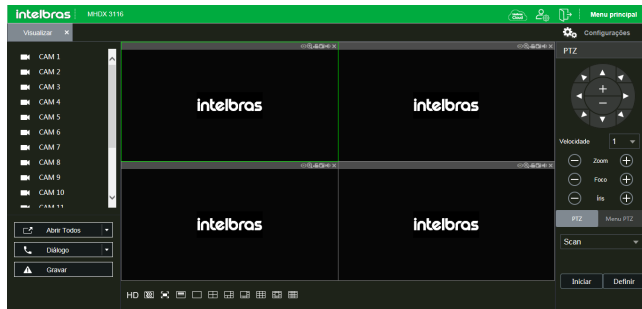 intelbras MHDX 3116 Menu principal
Visualizar × Configurações
CAM 1
CAM 2
CAM 3
CAM 4
CAM 5
CAM 6
CAM 7
CAM 8
CAM 9
CAM 10
CAM 11
Abrir Todos
Diálogo
Gravar
intelbras intelbras
intelbras intelbras
HD
PTZ
Velocidade 1
Zoom
Foco
Íris
PTZ Menu PTZ
Scan
Iniciar Definir